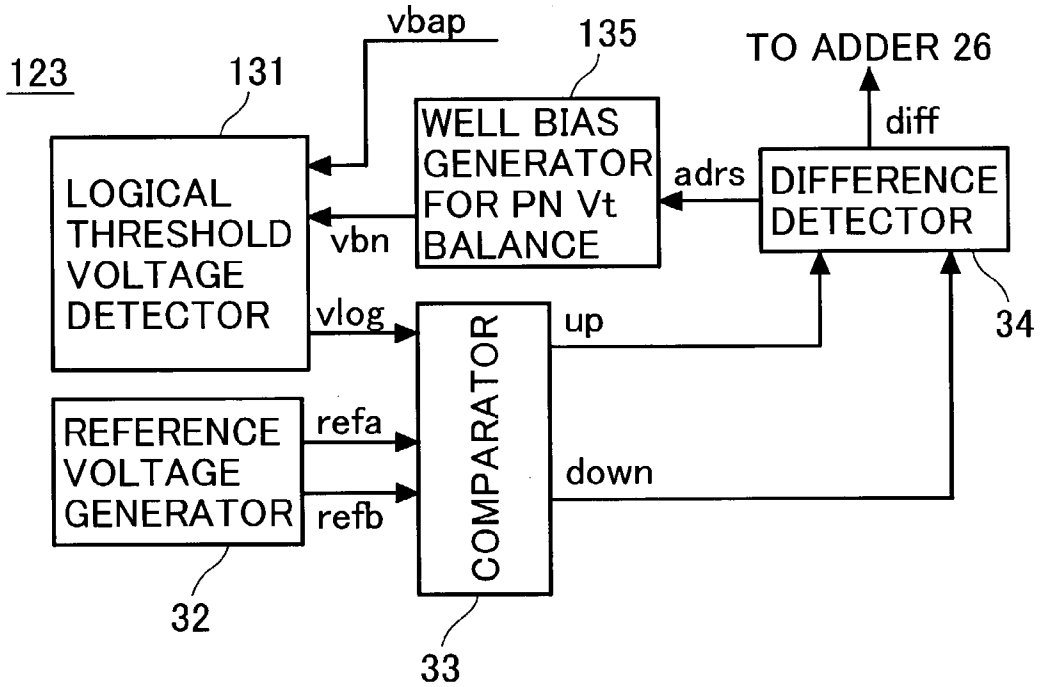 123
131
vbap
135
TO ADDER 26
diff
LOGICAL
THRESHOLD
VOLTAGE
DETECTOR
WELL BIAS
GENERATOR
FOR PN Vt
BALANCE
adrs
DIFFERENCE
DETECTOR
34
vbn
vlog
REFERENCE
VOLTAGE
GENERATOR
32
refa
refb
COMPARATOR
33
up
down